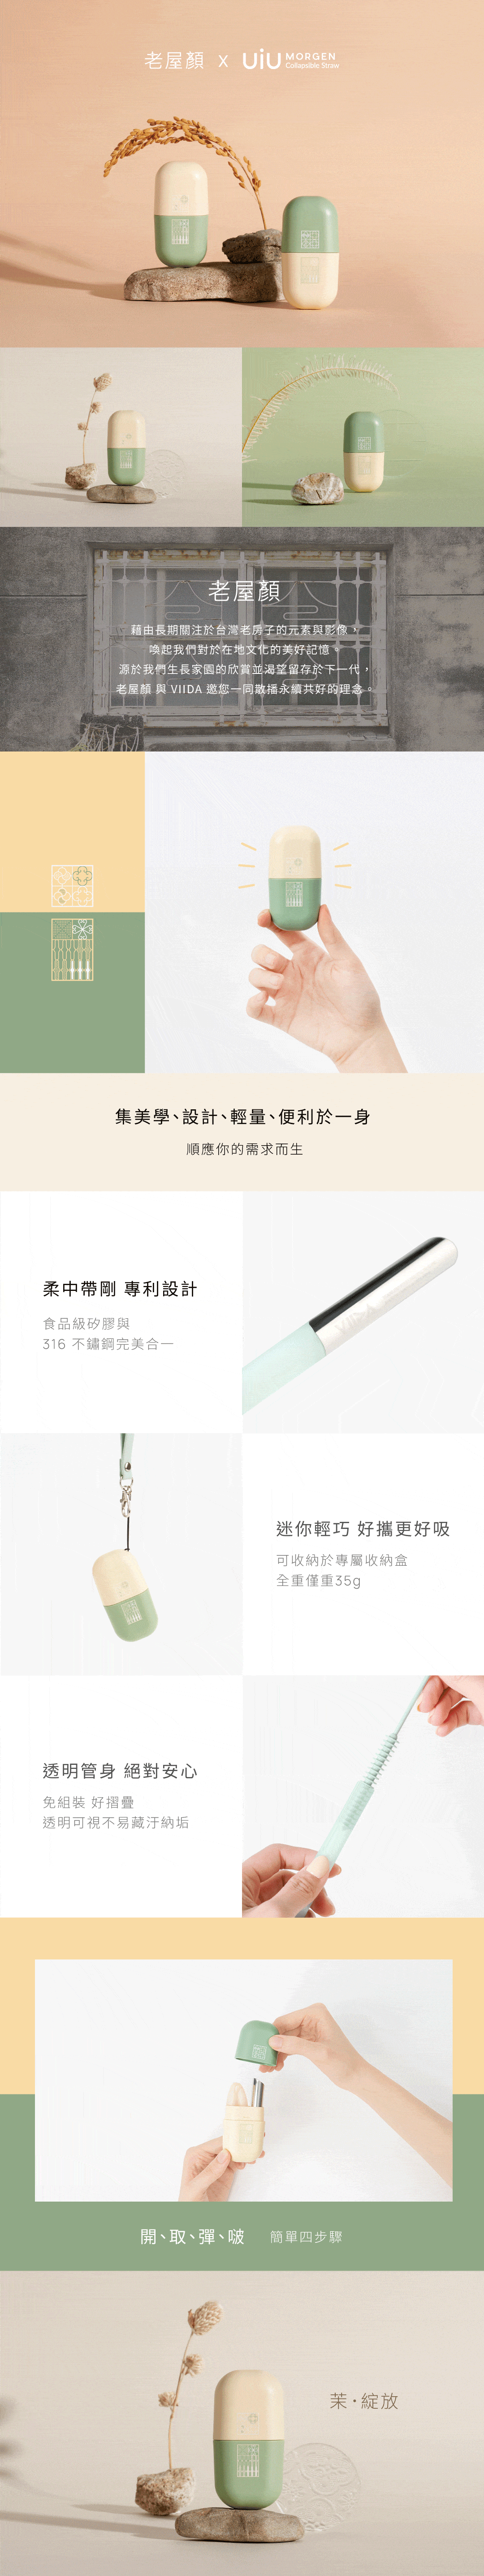 老屋顏 x UiU MORGEN
Collapsible Straw
老屋顏
藉由長期關注於台灣老房子的元素與影像，
喚起我們對於在地文化的美好記憶。
源於我們生長家園的欣賞並渴望留存於下一代，
老屋顏 與 VIIDA 邀您一同散播永續共好的理念。
集美學、設計、輕量、便利於一身
順應你的需求而生
柔中帶剛 專利設計
食品級矽膠與
316 不鏽鋼完美合一
VIIDA
迷你輕巧 好攜更好吸
可收納於專屬收納盒
全重僅重35g
透明管身 絕對安心
免組裝 好摺疊
透明可視不易藏汙納垢
開、取、彈、啵 簡單四步驟
茉·綻放